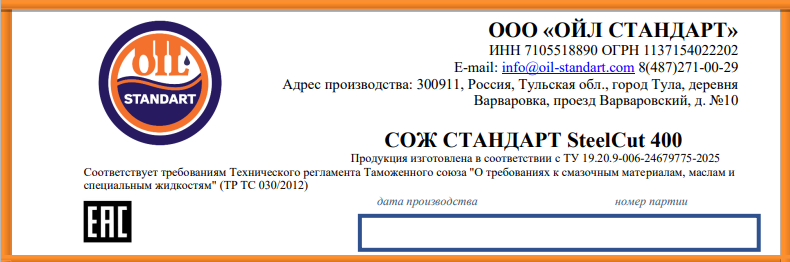 OIL
STANDART
ООО «ОЙЛ СТАНДАРТ»
ИНН 7105518890 ОГРН 1137154022202
E-mail: info@oil-standart.com 8(487)271-00-29
Адрес производства: 300911, Россия, Тульская обл., город Тула, деревня
Варваровка, проезд Варваровский, д. №10
СОЖ СТАНДАРТ SteelCut 400
Продукция изготовлена в соответствии с ТУ 19.20.9-006-24679775-2025
Соответствует требованиям Технического регламента Таможенного союза "О требованиях к смазочным материалам, маслам и
специальным жидкостям" (ТР ТС 030/2012)
дата производства номер партии
EAC